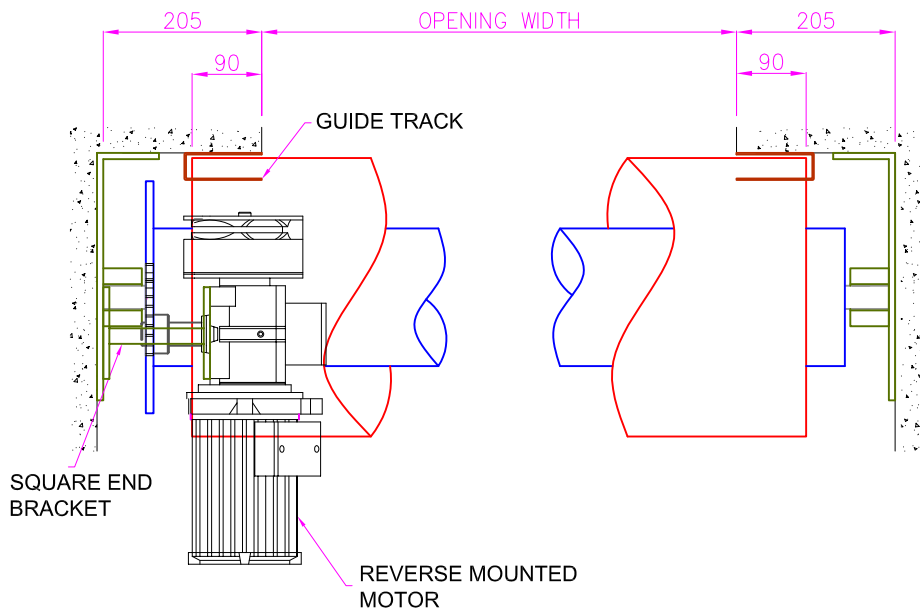 205
OPENING WIDTH
205
90
90
GUIDE TRACK
SQUARE END
BRACKET
REVERSE MOUNTED
MOTOR